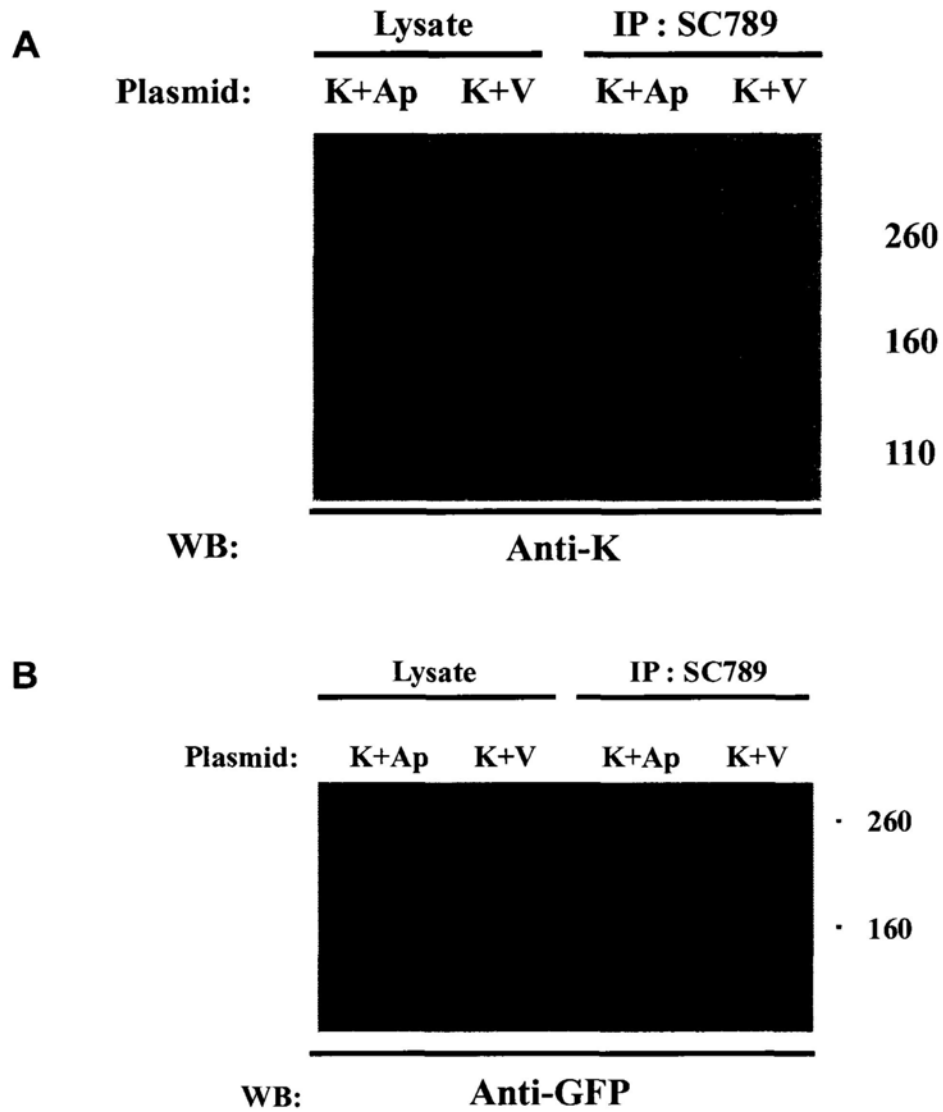 A
Lysate IP : SC789
Plasmid: K+Ap K+V K+Ap K+V
260
160
110
WB: Anti-K
B
Lysate IP : SC789
Plasmid: K+Ap K+V K+Ap K+V
260
160
WB: Anti-GFP